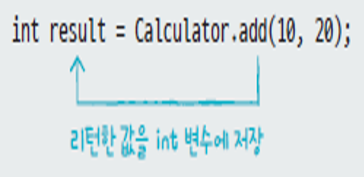 int result = Calculator.add(10, 20);
리턴한 값을 int 변수에 저장